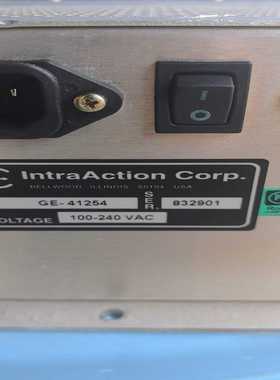 IntraAction Corp.
BELLWOOD, ILLINOIS 60104 USA
GE-41254 SER. 832901
VOLTAGE 100-240 VAC